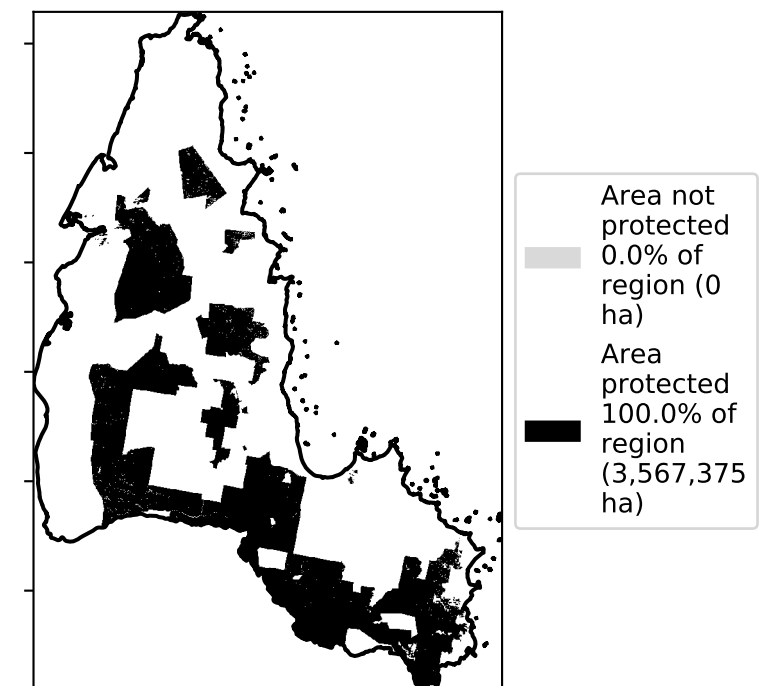 Area not
protected
0.0% of
region (0
ha)
Area
protected
100.0% of
region
(3,567,375
ha)